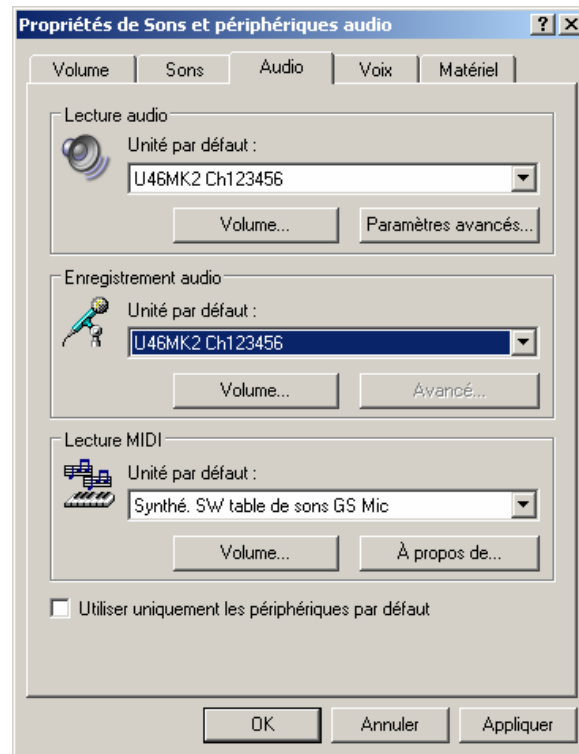 Propriétés de Sons et périphériques audio
Volume Sons Audio Voix Matériel
Lecture audio
Unité par défaut :
U46MK2 Ch123456
Volume... Paramètres avancés...
Enregistrement audio
Unité par défaut :
U46MK2 Ch123456
Volume... Avancé...
Lecture MIDI
Unité par défaut :
Synthé. SW table de sons GS Mic
Volume... À propos de...
Utiliser uniquement les périphériques par défaut
OK Annuler Appliquer